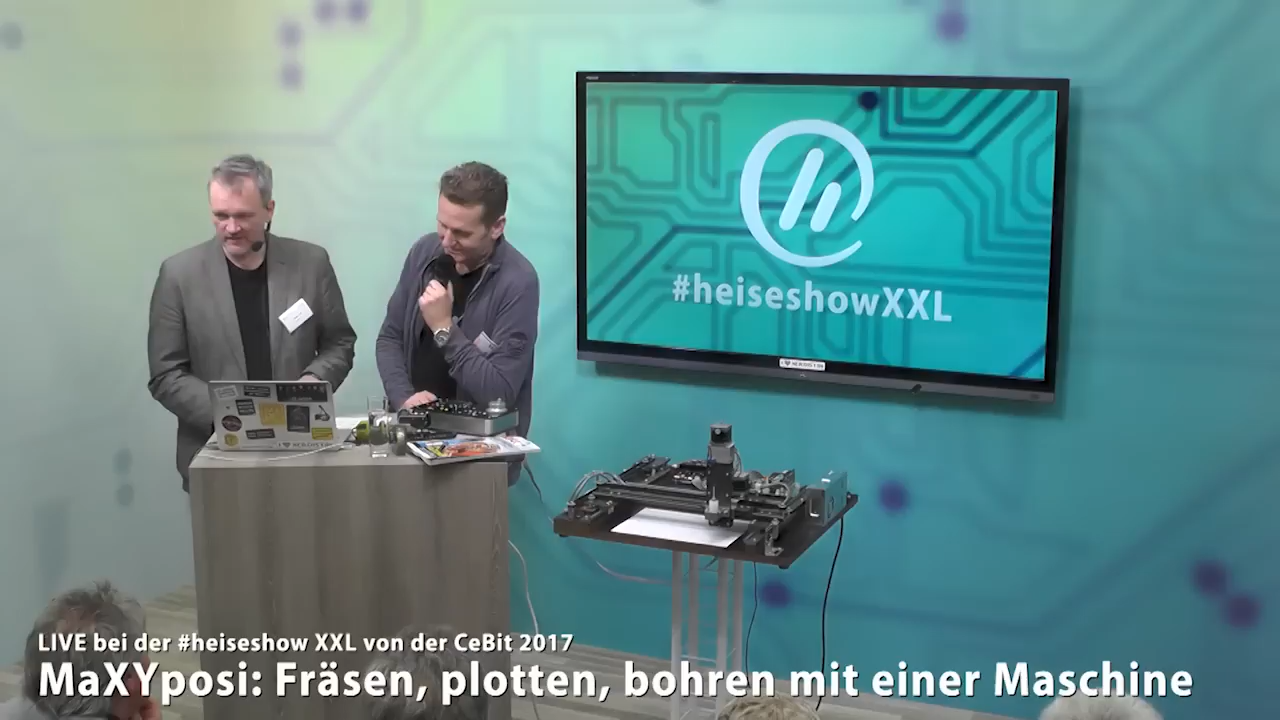 #heiseshowXXL
LIVE bei der #heiseshow XXL von der CeBit 2017
MaXYposi: Fräsen, plotten, bohren mit einer Maschine